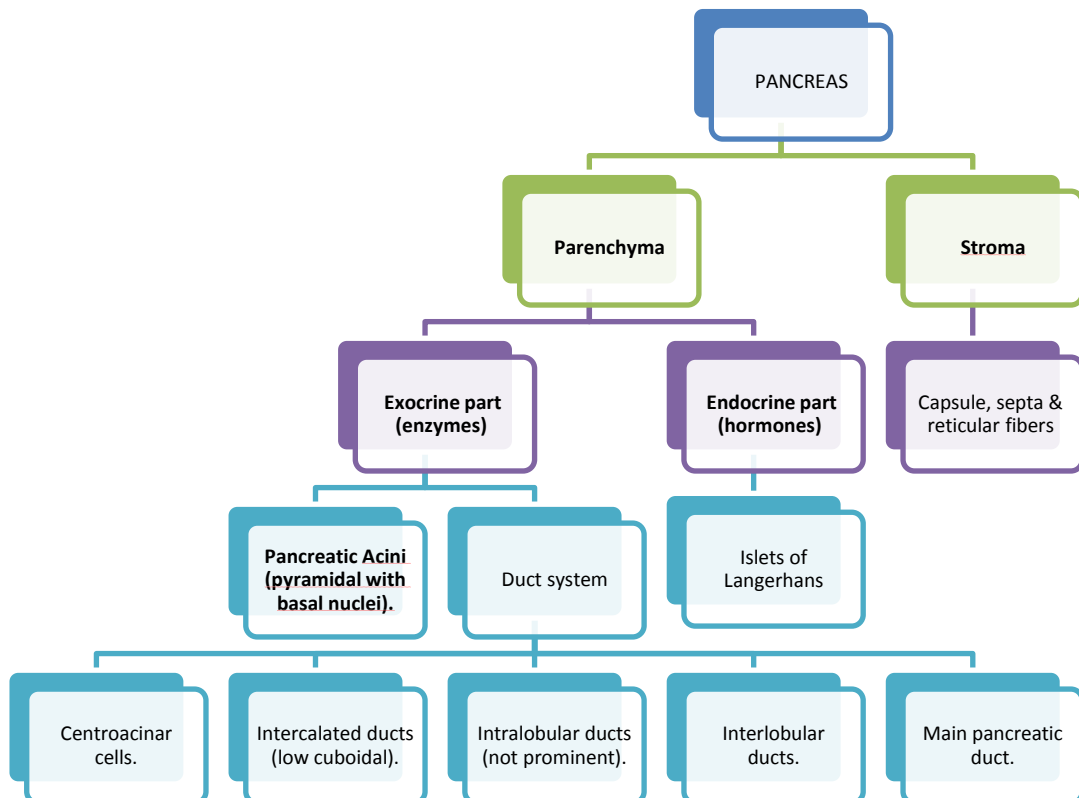 PANCREAS
Parenchyma
Stroma
Exocrine part
(enzymes)
Endocrine part
(hormones)
Capsule, septa &
reticular fibers
Pancreatic Acini
(pyramidal with
basal nuclei).
Duct system
Islets of
Langerhans
Centroacinar
cells.
Intercalated ducts
(low cuboidal).
Intralobular ducts
(not prominent).
Interlobular
ducts.
Main pancreatic
duct.